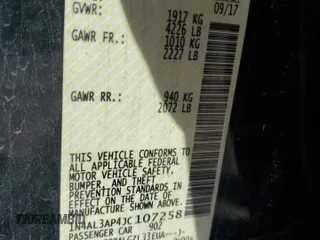 09/17
GVWR: 1917 KG
4226 LB
GAWR FR.: 1010 KG
2227 LB
GAWR RR.: 940 KG
2072 LB
THIS VEHICLE CONFORMS TO
ALL APPLICABLE FEDERAL
MOTOR VEHICLE SAFETY,
BUMPER, AND THEFT
PREVENTION STANDARDS IN
EFFECT ON THE DATE OF
MANUFACTURE SHOWN ABOVE.
1N4AL3AP4JC107258
PASSENGER CAR 902